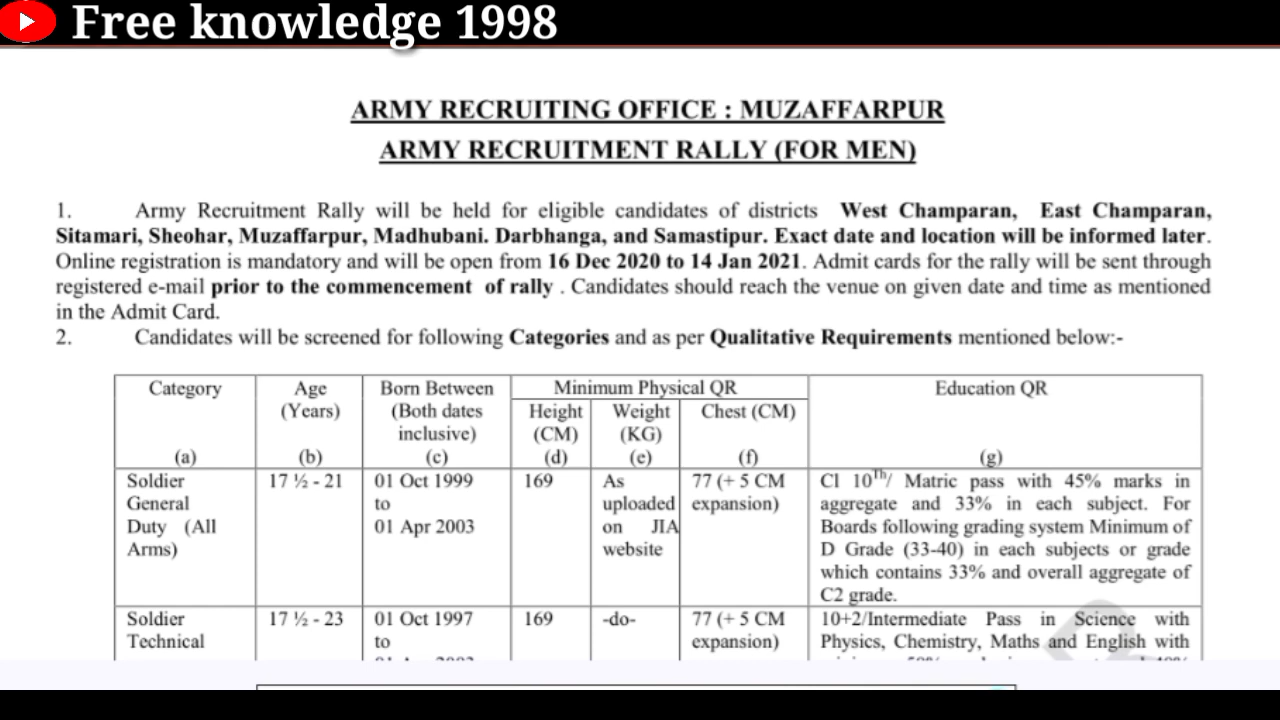 Free knowledge 1998
ARMY RECRUITING OFFICE : MUZAFFARPUR
ARMY RECRUITMENT RALLY (FOR MEN)
1. Army Recruitment Rally will be held for eligible candidates of districts West Champaran, East Champaran,
Sitamari, Sheohar, Muzaffarpur, Madhubani. Darbhanga, and Samastipur. Exact date and location will be informed later.
Online registration is mandatory and will be open from 16 Dec 2020 to 14 Jan 2021. Admit cards for the rally will be sent through
registered e-mail prior to the commencement of rally . Candidates should reach the venue on given date and time as mentioned
in the Admit Card.
2. Candidates will be screened for following Categories and as per Qualitative Requirements mentioned below:-
Category Age Born Between Minimum Physical QR Education QR
(Years) (Both dates Height Weight Chest (CM)
inclusive) (CM) (KG)
(a) (b) (c) (d) (e) (f) (g)
Soldier 17 ½ - 21 01 Oct 1999 169 As 77 (+ 5 CM Cl 10Th/ Matric pass with 45% marks in
General to uploaded expansion) aggregate and 33% in each subject. For
Duty (All 01 Apr 2003 on JIA Boards following grading system Minimum of
Arms) website D Grade (33-40) in each subjects or grade
which contains 33% and overall aggregate of
C2 grade.
Soldier 17 ½ - 23 01 Oct 1997 169 -do- 77 (+ 5 CM 10+2/Intermediate Pass in Science with
Technical to expansion) Physics, Chemistry, Maths and English with